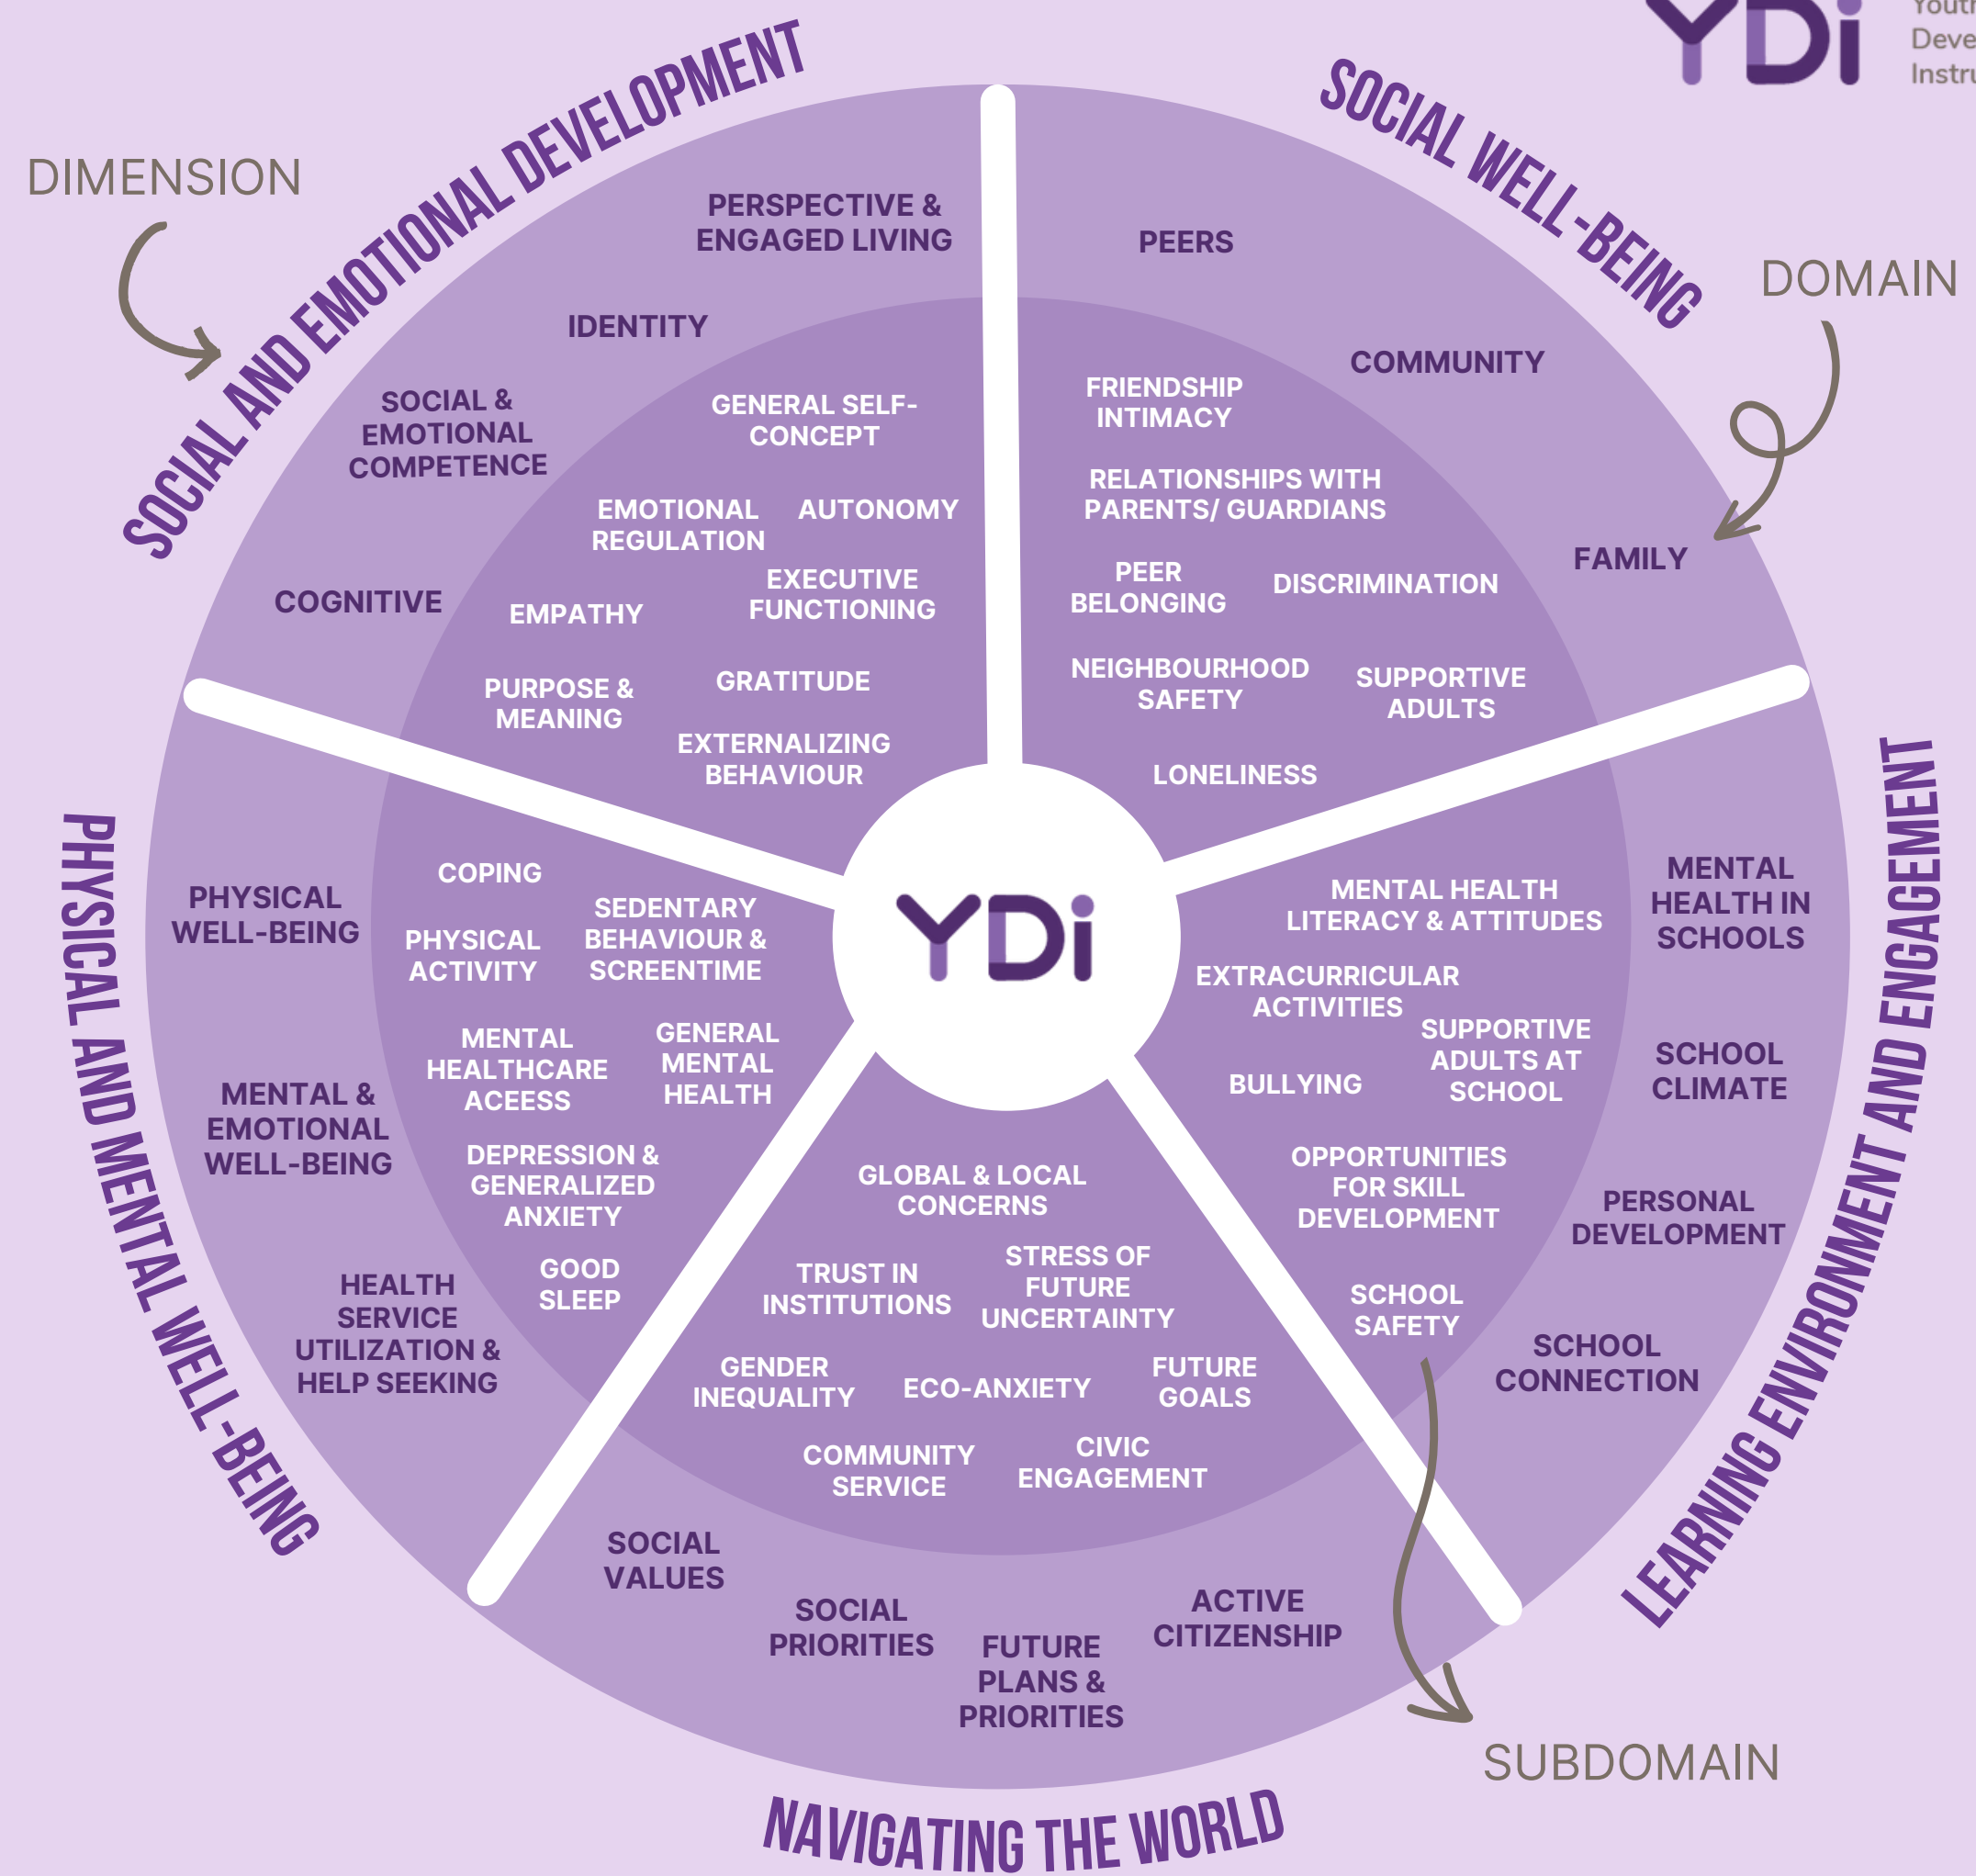 YDi
Youth
Deve
Instru
DIMENSION
SOCIAL AND EMOTIONAL DEVELOPMENT
PERSPECTIVE &
ENGAGED LIVING
IDENTITY
SOCIAL &
EMOTIONAL
COMPETENCE
COGNITIVE
GENERAL SELF-
CONCEPT
EMOTIONAL
REGULATION
AUTONOMY
EXECUTIVE
FUNCTIONING
EMPATHY
PURPOSE &
MEANING
GRATITUDE
EXTERNALIZING
BEHAVIOUR
SOCIAL WELL-BEING
DOMAIN
PEERS
COMMUNITY
FAMILY
FRIENDSHIP
INTIMACY
RELATIONSHIPS WITH
PARENTS/ GUARDIANS
PEER
BELONGING
DISCRIMINATION
NEIGHBOURHOOD
SAFETY
SUPPORTIVE
ADULTS
LONELINESS
LEARNING ENVIRONMENT AND ENGAGEMENT
MENTAL
HEALTH IN
SCHOOLS
SCHOOL
CLIMATE
PERSONAL
DEVELOPMENT
SCHOOL
CONNECTION
MENTAL HEALTH
LITERACY & ATTITUDES
EXTRACURRICULAR
ACTIVITIES
SUPPORTIVE
ADULTS AT
SCHOOL
BULLYING
OPPORTUNITIES
FOR SKILL
DEVELOPMENT
SCHOOL
SAFETY
SUBDOMAIN
YDi
PHYSICAL AND MENTAL WELL-BEING
PHYSICAL
WELL-BEING
MENTAL &
EMOTIONAL
WELL-BEING
HEALTH
SERVICE
UTILIZATION &
HELP SEEKING
COPING
PHYSICAL
ACTIVITY
SEDENTARY
BEHAVIOUR &
SCREENTIME
MENTAL
HEALTHCARE
ACEESS
GENERAL
MENTAL
HEALTH
DEPRESSION &
GENERALIZED
ANXIETY
GOOD
SLEEP
GLOBAL & LOCAL
CONCERNS
TRUST IN
INSTITUTIONS
STRESS OF
FUTURE
UNCERTAINTY
GENDER
INEQUALITY
ECO-ANXIETY
FUTURE
GOALS
COMMUNITY
SERVICE
CIVIC
ENGAGEMENT
SOCIAL
VALUES
SOCIAL
PRIORITIES
FUTURE
PLANS &
PRIORITIES
ACTIVE
CITIZENSHIP
NAVIGATING THE WORLD